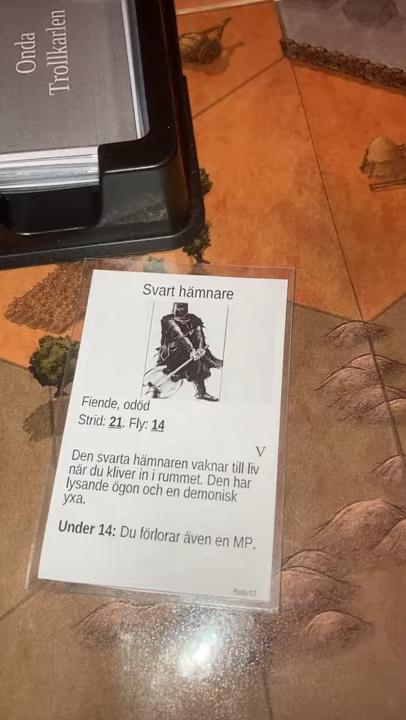 Onda
Trollkarlen
Svart hämnare
Fiende, odöd
Strid: 21. Fly: 14
V
Den svarta hämnaren vaknar till liv
när du kliver in i rummet. Den har
lysande ögon och en demonisk
yxa.
Under 14: Du förlorar även en MP.